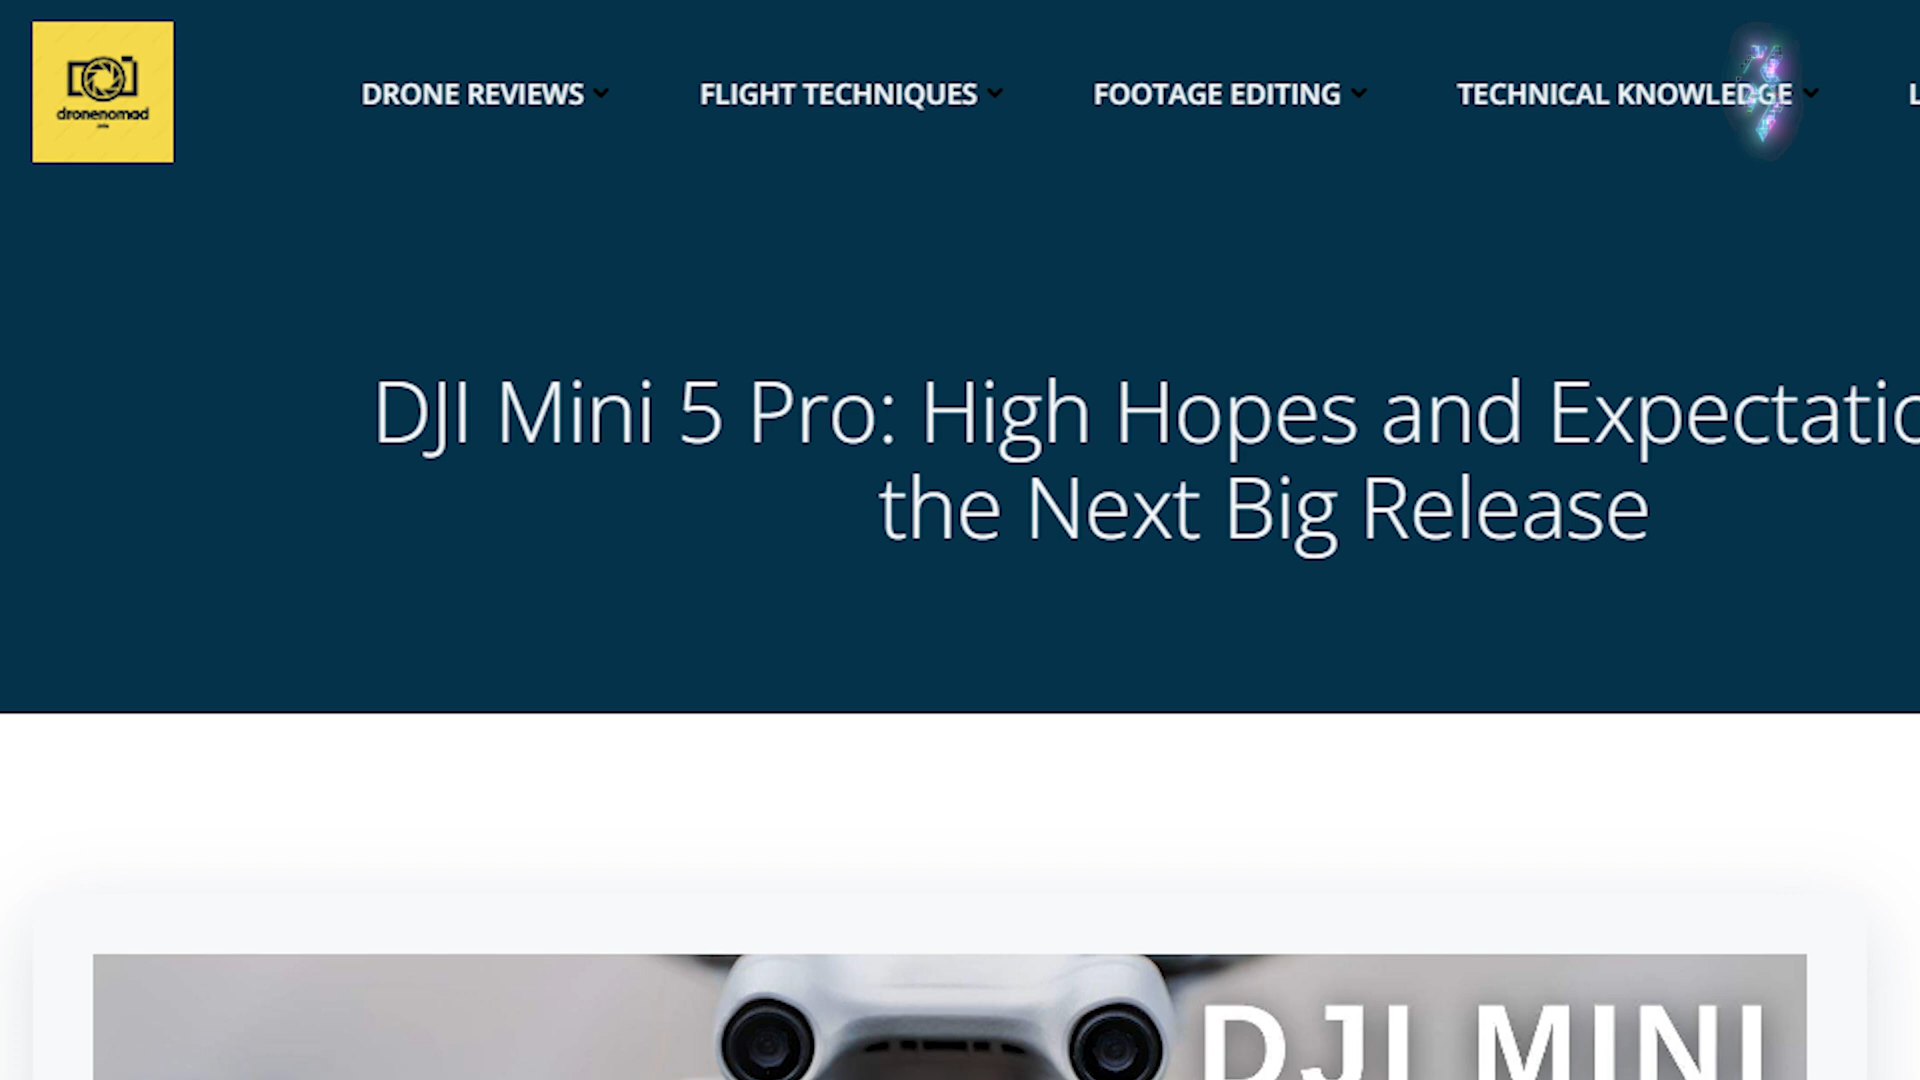 dronenomad
DRONE REVIEWS
FLIGHT TECHNIQUES
FOOTAGE EDITING
TECHNICAL KNOWLEDGE
L
DJI Mini 5 Pro: High Hopes and Expectatio
the Next Big Release
DJI MINI